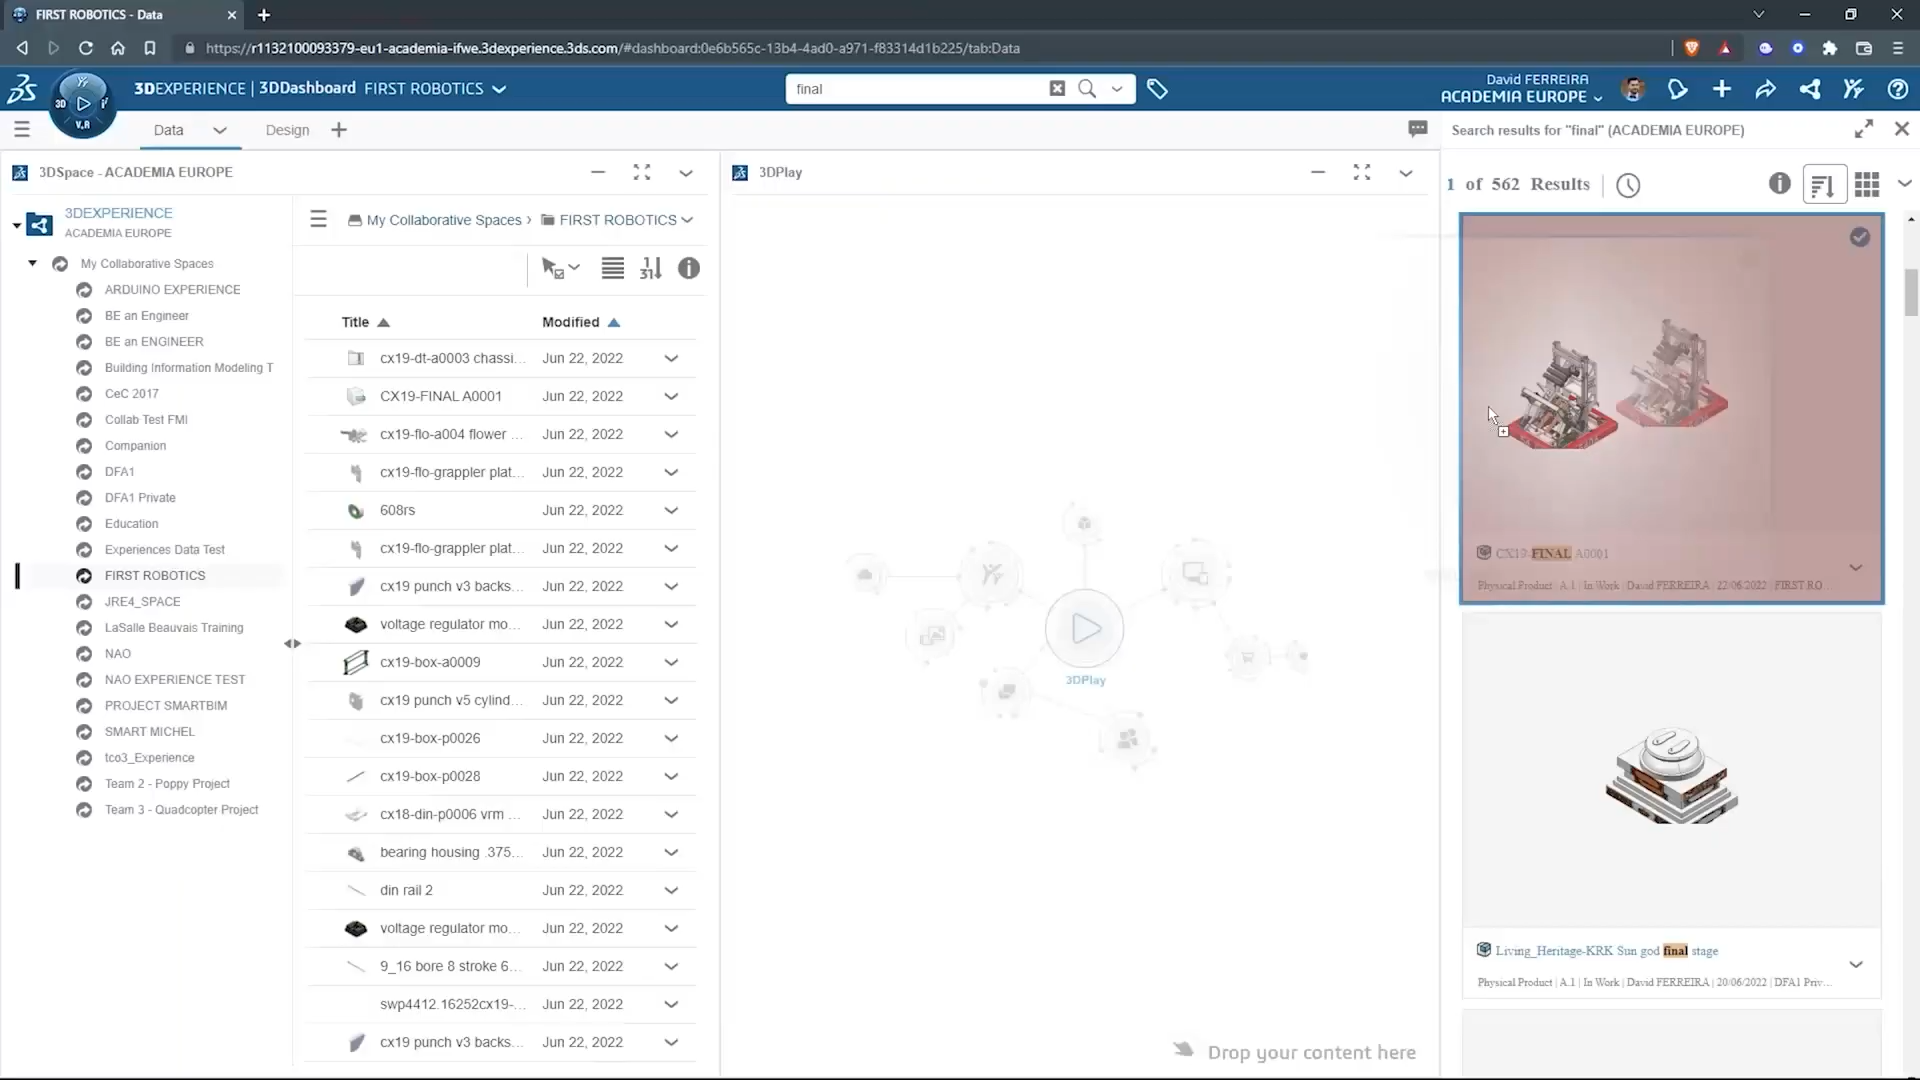 FIRST ROBOTICS - Data
https://r1132100093379-eu1-academia-ifwe.3dexperience.3ds.com/#dashboard:0e6b565c-13b4-4ad0-a971-f83314d1b225/tab:Data
3D
V.R
3DEXPERIENCE | 3DDashboard FIRST ROBOTICS
final
David FERREIRA
ACADEMIA EUROPE
Data
Design
Search results for "final" (ACADEMIA EUROPE)
3DSpace - ACADEMIA EUROPE
3DPlay
1 of 562 Results
3DEXPERIENCE
ACADEMIA EUROPE
My Collaborative Spaces
ARDUINO EXPERIENCE
BE an Engineer
BE an ENGINEER
Building Information Modeling T
CeC 2017
Collab Test FMI
Companion
DFA1
DFA1 Private
Education
Experiences Data Test
FIRST ROBOTICS
JRE4_SPACE
LaSalle Beauvais Training
NAO
NAO EXPERIENCE TEST
PROJECT SMARTBIM
SMART MICHEL
tco3_Experience
Team 2 - Poppy Project
Team 3 - Quadcopter Project
My Collaborative Spaces › FIRST ROBOTICS
Title Modified
cx19-dt-a0003 chassi... Jun 22, 2022
CX19-FINAL A0001 Jun 22, 2022
cx19-flo-a004 flower ... Jun 22, 2022
cx19-flo-grappler plat... Jun 22, 2022
608rs Jun 22, 2022
cx19-flo-grappler plat... Jun 22, 2022
cx19 punch v3 backs... Jun 22, 2022
voltage regulator mo... Jun 22, 2022
cx19-box-a0009 Jun 22, 2022
cx19 punch v5 cylind... Jun 22, 2022
cx19-box-p0026 Jun 22, 2022
cx19-box-p0028 Jun 22, 2022
cx18-din-p0006 vrm ... Jun 22, 2022
bearing housing .375... Jun 22, 2022
din rail 2 Jun 22, 2022
voltage regulator mo... Jun 22, 2022
9_16 bore 8 stroke 6... Jun 22, 2022
swp4412.16252cx19-... Jun 22, 2022
cx19 punch v3 backs... Jun 22, 2022
3DPlay
Drop your content here
CX19-FINAL A0001
Physical Product | A.1 | In Work | David FERREIRA | 22/06/2022 | FIRST RO...
Living_Heritage-KRK Sun god final stage
Physical Product | A.1 | In Work | David FERREIRA | 20/06/2022 | DFA1 Priv...